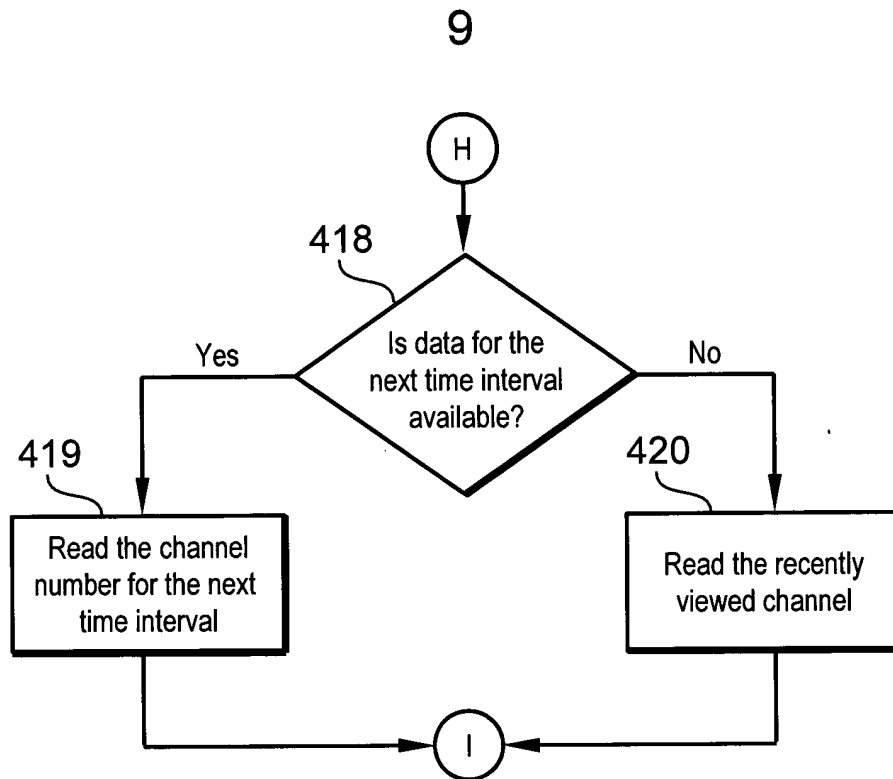 9
H
418
Is data for the
next time interval
available?
Yes
No
419
Read the channel
number for the next
time interval
420
Read the recently
viewed channel
I